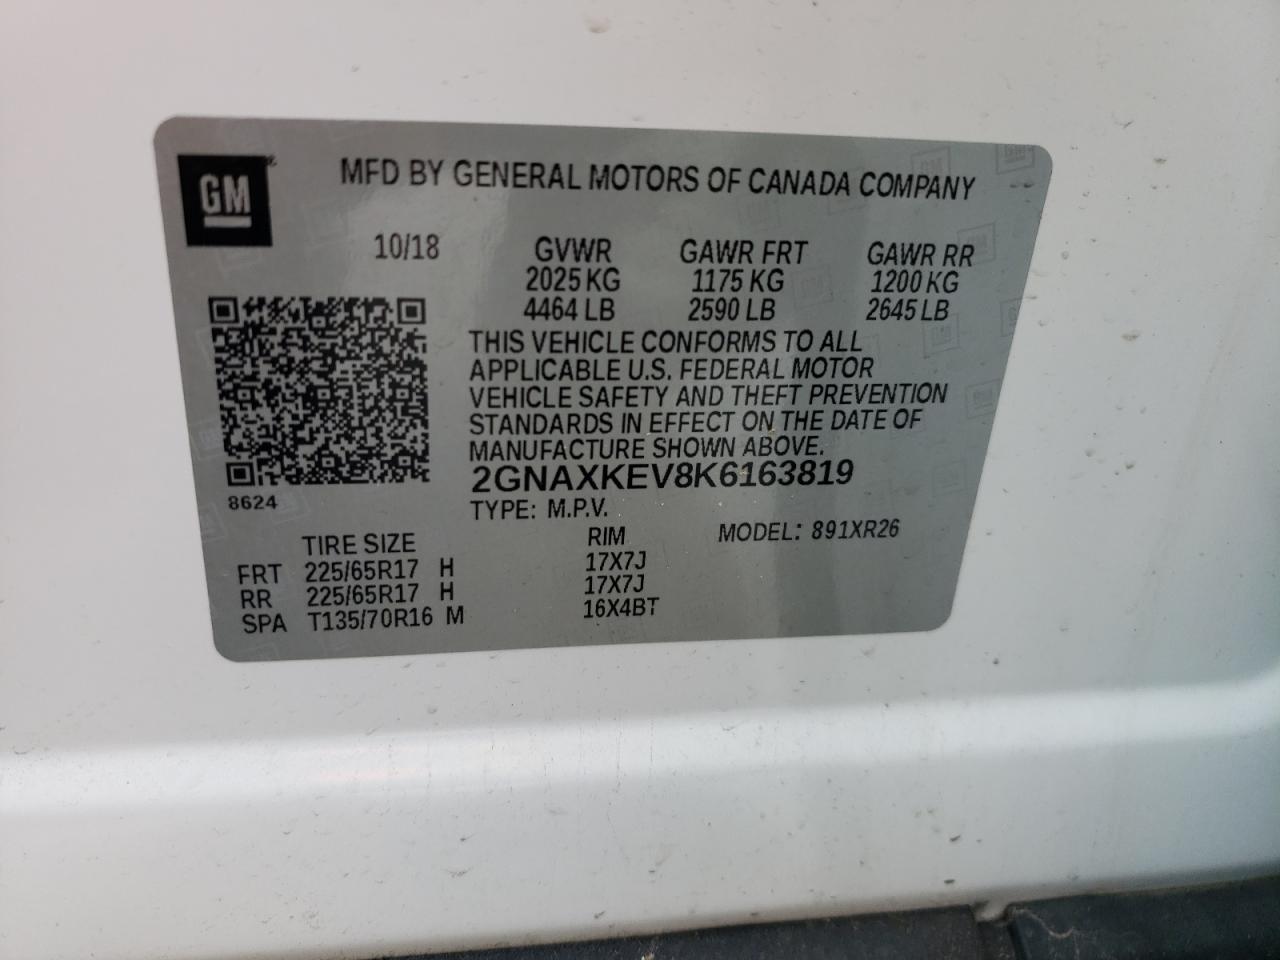 GM
MFD BY GENERAL MOTORS OF CANADA COMPANY
10/18
GVWR GAWR FRT GAWR RR
2025 KG 1175 KG 1200 KG
4464 LB 2590 LB 2645 LB
THIS VEHICLE CONFORMS TO ALL
APPLICABLE U.S. FEDERAL MOTOR
VEHICLE SAFETY AND THEFT PREVENTION
STANDARDS IN EFFECT ON THE DATE OF
MANUFACTURE SHOWN ABOVE.
2GNAXKEV8K6163819
8624
TYPE: M.P.V.
MODEL: 891XR26
TIRE SIZE RIM
FRT 225/65R17 H 17X7J
RR 225/65R17 H 17X7J
SPA T135/70R16 M 16X4BT